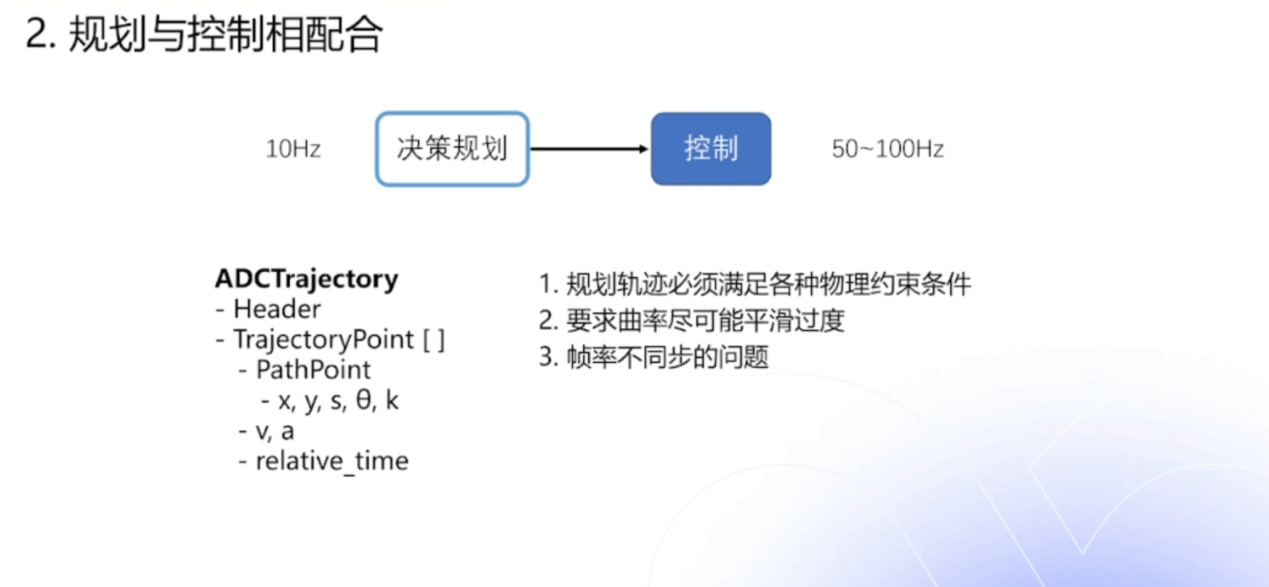 2. 规划与控制相配合
10Hz
决策规划
控制
50~100Hz
ADCTrajectory
- Header
- TrajectoryPoint [ ]
- PathPoint
- x, y, s, θ, k
- v, a
- relative_time
1. 规划轨迹必须满足各种物理约束条件
2. 要求曲率尽可能平滑过度
3. 帧率不同步的问题